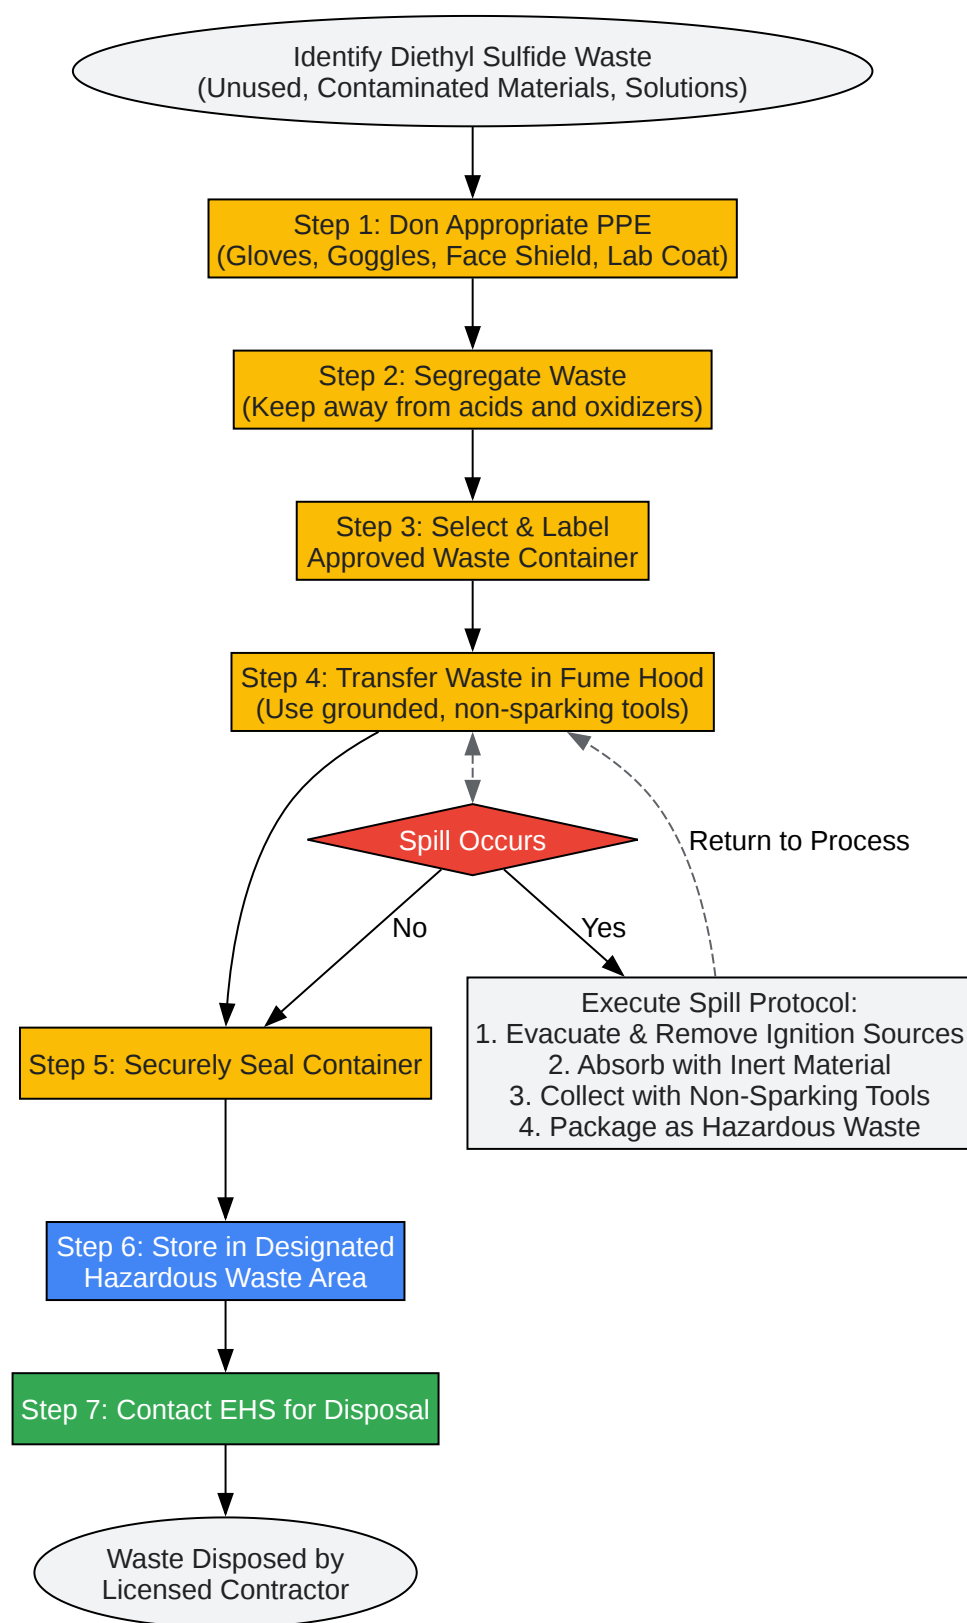 Identify Diethyl Sulfide Waste
(Unused, Contaminated Materials, Solutions)
Step 1: Don Appropriate PPE
(Gloves, Goggles, Face Shield, Lab Coat)
Step 2: Segregate Waste
(Keep away from acids and oxidizers)
Step 3: Select & Label
Approved Waste Container
Step 4: Transfer Waste in Fume Hood
(Use grounded, non-sparking tools)
Spill Occurs
Return to Process
No
Yes
Execute Spill Protocol:
1. Evacuate & Remove Ignition Sources
2. Absorb with Inert Material
3. Collect with Non-Sparking Tools
4. Package as Hazardous Waste
Step 5: Securely Seal Container
Step 6: Store in Designated
Hazardous Waste Area
Step 7: Contact EHS for Disposal
Waste Disposed by
Licensed Contractor